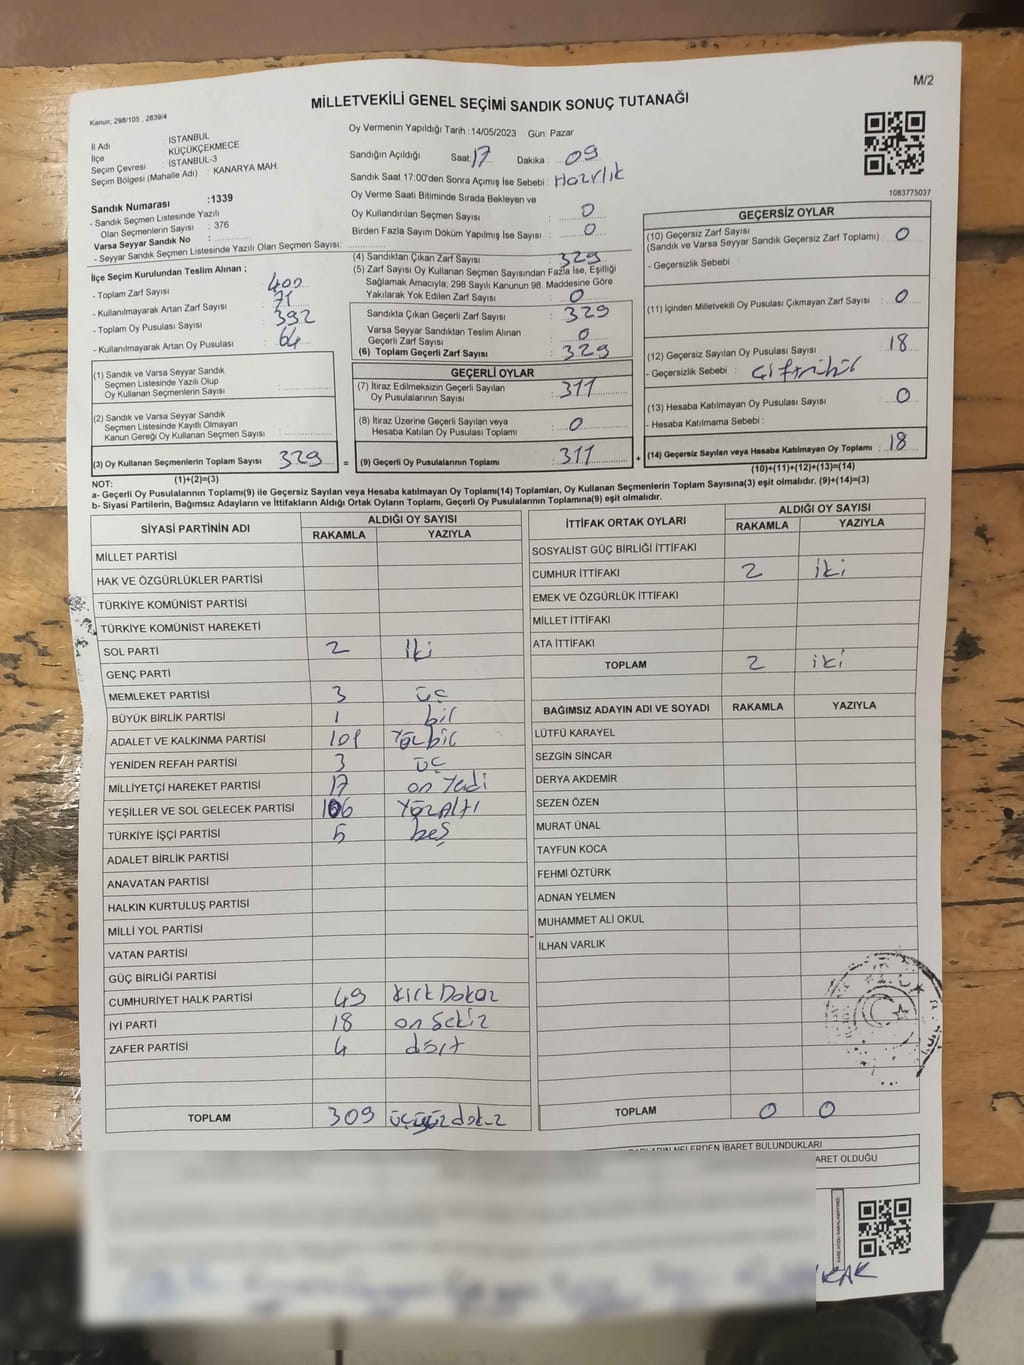 M/2
MİLLETVEKİLİ GENEL SEÇİMİ SANDIK SONUÇ TUTANAĞI
Kanun, 298/105 , 2839/4
İl Adı : İSTANBUL
İlçe : KÜÇÜKÇEKMECE
Seçim Çevresi : İSTANBUL-3
Seçim Bölgesi (Mahalle Adı) : KANARYA MAH.
Sandık Numarası :1339
- Sandık Seçmen Listesinde Yazılı
Olan Seçmenlerin Sayısı : 376
Varsa Seyyar Sandık No :
- Seyyar Sandık Seçmen Listesinde Yazılı Olan Seçmen Sayısı:
İlçe Seçim Kurulundan Teslim Alınan ;
- Toplam Zarf Sayısı : 400
- Kullanılmayarak Artan Zarf Sayısı : 71
- Toplam Oy Pusulası Sayısı : 392
- Kullanılmayarak Artan Oy Pusulası : 64
(1) Sandık ve Varsa Seyyar Sandık
Seçmen Listesinde Yazılı Olup
Oy Kullanan Seçmenlerin Sayısı :
(2) Sandık ve Varsa Seyyar Sandık
Seçmen Listesinde Kayıtlı Olmayan
Kanun Gereği Oy Kullanan Seçmen Sayısı :
(3) Oy Kullanan Seçmenlerin Toplam Sayısı 329 =
(1)+(2)=(3)
Oy Vermenin Yapıldığı Tarih :14/05/2023 Gün: Pazar
Sandığın Açıldığı Saat: 17 Dakika : 09
Sandık Saat 17:00'den Sonra Açımış İse Sebebi : Hazırlık
Oy Verme Saati Bitiminde Sırada Bekleyen ve
Oy Kullandırılan Seçmen Sayısı : 0
Birden Fazla Sayım Döküm Yapılmış İse Sayısı : 0
(4) Sandıktan Çıkan Zarf Sayısı : 329
(5) Zarf Sayısı Oy Kullanan Seçmen Sayısından Fazla İse, Eşitliği
Sağlamak Amacıyla; 298 Sayılı Kanunun 98. Maddesine Göre
Yakılarak Yok Edilen Zarf Sayısı : 0
Sandıkta Çıkan Geçerli Zarf Sayısı : 329
Varsa Seyyar Sandıktan Teslim Alınan
Geçerli Zarf Sayısı : 0
(6) Toplam Geçerli Zarf Sayısı : 329
GEÇERLİ OYLAR
(7) İtiraz Edilmeksizin Geçerli Sayılan
Oy Pusulalarının Sayısı : 311
(8) İtiraz Üzerine Geçerli Sayılan veya
Hesaba Katılan Oy Pusulası Toplamı : 0
(9) Geçerli Oy Pusulalarının Toplamı : 311 +
1083775037
GEÇERSİZ OYLAR
(10) Geçersiz Zarf Sayısı
(Sandık ve Varsa Seyyar Sandık Geçersiz Zarf Toplamı) : 0
- Geçersizlik Sebebi :
(11) İçinden Milletvekili Oy Pusulası Çıkmayan Zarf Sayısı : 0
(12) Geçersiz Sayılan Oy Pusulası Sayısı : 18
- Geçersizlik Sebebi :
(13) Hesaba Katılmayan Oy Pusulası Sayısı : 0
- Hesaba Katılmama Sebebi :
(14) Geçersiz Sayılan veya Hesaba Katılmayan Oy Toplamı : 18
(10)+(11)+(12)+(13)=(14)
NOT:
a- Geçerli Oy Pusulalarının Toplamı(9) ile Geçersiz Sayılan veya Hesaba katılmayan Oy Toplamı(14) Toplamları, Oy Kullanan Seçmenlerin Toplam Sayısına(3) eşit olmalıdır. (9)+(14)=(3)
b- Siyasi Partilerin, Bağımsız Adayların ve İttifakların Aldığı Ortak Oyların Toplamı, Geçerli Oy Pusulalarının Toplamına(9) eşit olmalıdır.
SİYASİ PARTİNİN ADI ALDIĞI OY SAYISI
RAKAMLA YAZIYLA
MİLLET PARTİSİ
HAK VE ÖZGÜRLÜKLER PARTİSİ
TÜRKİYE KOMÜNİST PARTİSİ
TÜRKİYE KOMÜNİST HAREKETİ
SOL PARTİ 2 İki
GENÇ PARTİ
MEMLEKET PARTİSİ 3 üç
BÜYÜK BİRLİK PARTİSİ 1 bir
ADALET VE KALKINMA PARTİSİ 101 Yüzbir
YENİDEN REFAH PARTİSİ 3 üç
MİLLİYETÇİ HAREKET PARTİSİ 17 on Yedi
YEŞİLLER VE SOL GELECEK PARTİSİ 106 Yüzaltı
TÜRKİYE İŞÇİ PARTİSİ 5 beş
ADALET BİRLİK PARTİSİ
ANAVATAN PARTİSİ
HALKIN KURTULUŞ PARTİSİ
MİLLİ YOL PARTİSİ
VATAN PARTİSİ
GÜÇ BİRLİĞİ PARTİSİ
CUMHURİYET HALK PARTİSİ 49 Kırk Dokuz
İYİ PARTİ 18 on Sekiz
ZAFER PARTİSİ 4 dört
TOPLAM 309 üçyüz dokuz
İTTİFAK ORTAK OYLARI ALDIĞI OY SAYISI
RAKAMLA YAZIYLA
SOSYALİST GÜÇ BİRLİĞİ İTTİFAKI
CUMHUR İTTİFAKI 2 iki
EMEK VE ÖZGÜRLÜK İTTİFAKI
MİLLET İTTİFAKI
ATA İTTİFAKI
TOPLAM 2 iki
BAĞIMSIZ ADAYIN ADI VE SOYADI RAKAMLA YAZIYLA
LÜTFÜ KARAYEL
SEZGİN SİNCAR
DERYA AKDEMİR
SEZEN ÖZEN
MURAT ÜNAL
TAYFUN KOCA
FEHMİ ÖZTÜRK
ADNAN YELMEN
MUHAMMET ALİ OKUL
İLHAN VARLIK
TOPLAM 0 0
NELERDEN İBARET BULUNDUKLARI
ARET OLDUĞU